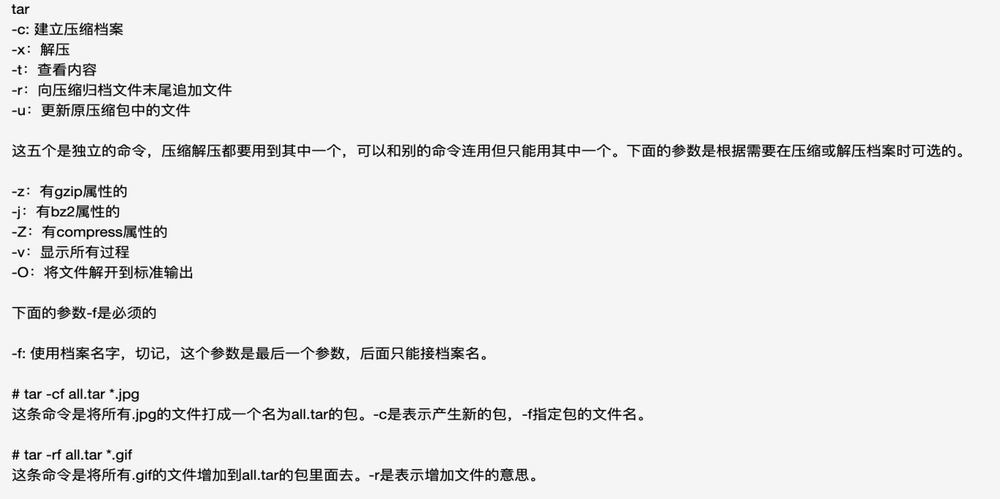 tar
-c: 建立压缩档案
-x：解压
-t：查看内容
-r：向压缩归档文件末尾追加文件
-u：更新原压缩包中的文件
这五个是独立的命令，压缩解压都要用到其中一个，可以和别的命令连用但只能用其中一个。下面的参数是根据需要在压缩或解压档案时可选的。
-z：有gzip属性的
-j：有bz2属性的
-Z：有compress属性的
-v：显示所有过程
-O：将文件解开到标准输出
下面的参数-f是必须的
-f: 使用档案名字，切记，这个参数是最后一个参数，后面只能接档案名。
# tar -cf all.tar *.jpg
这条命令是将所有.jpg的文件打成一个名为all.tar的包。-c是表示产生新的包，-f指定包的文件名。
# tar -rf all.tar *.gif
这条命令是将所有.gif的文件增加到all.tar的包里面去。-r是表示增加文件的意思。